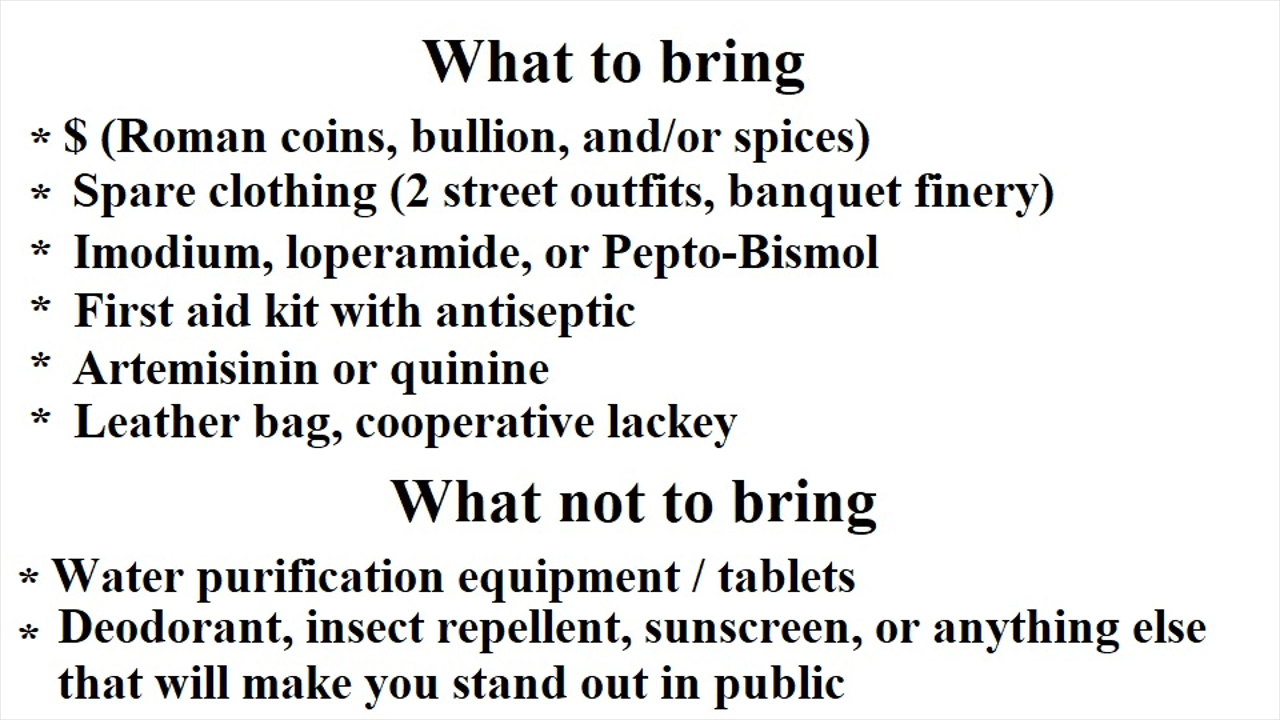 What to bring
* $ (Roman coins, bullion, and/or spices)
* Spare clothing (2 street outfits, banquet finery)
* Imodium, loperamide, or Pepto-Bismol
* First aid kit with antiseptic
* Artemisinin or quinine
* Leather bag, cooperative lackey
What not to bring
* Water purification equipment / tablets
* Deodorant, insect repellent, sunscreen, or anything else
that will make you stand out in public